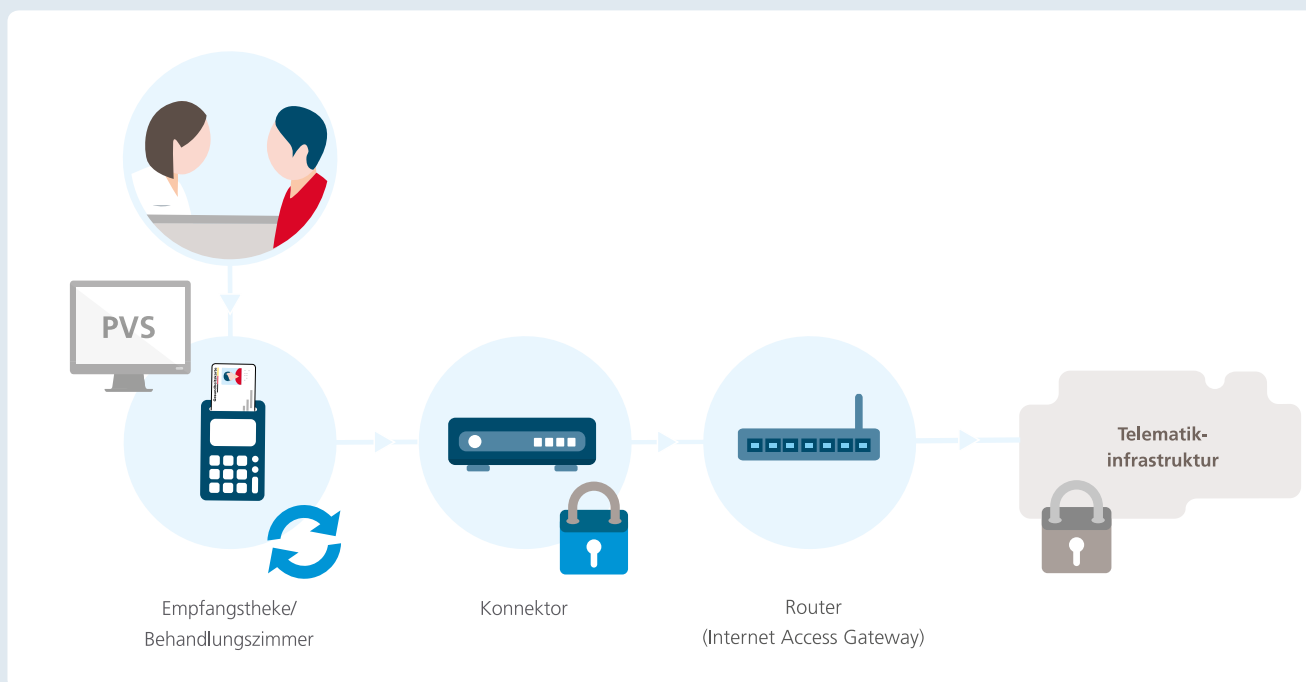 PVS
Telematik-
infrastruktur
Empfangstheke/
Behandlungszimmer
Konnektor
Router
(Internet Access Gateway)